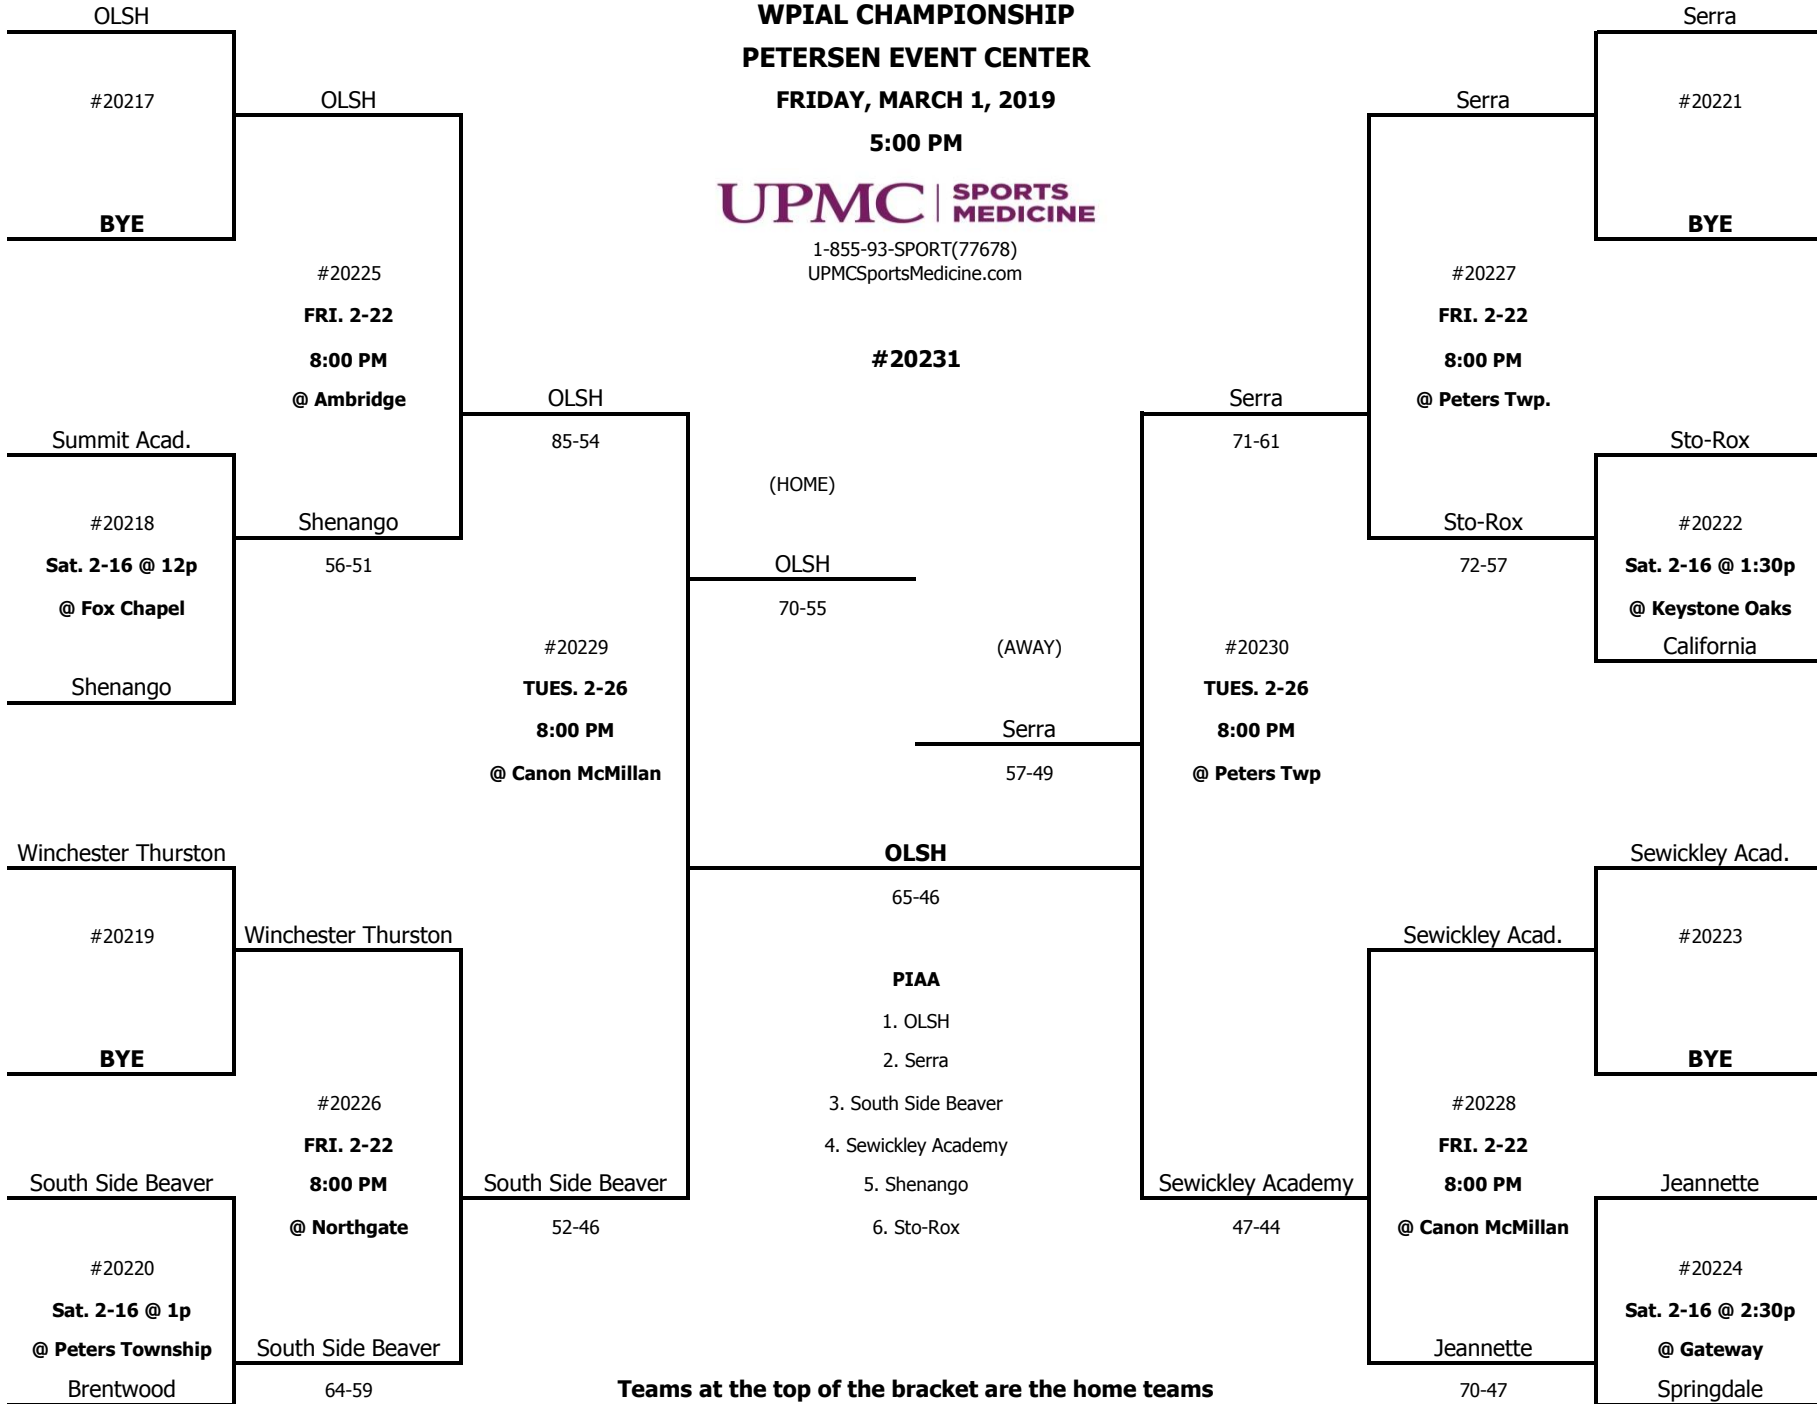 WPIAL CHAMPIONSHIP
PETERSEN EVENT CENTER
FRIDAY, MARCH 1, 2019
5:00 PM
UPMC | SPORTS MEDICINE
1-855-93-SPORT(77678)
UPMCSportsMedicine.com
#20231
OLSH
#20217
BYE
OLSH
#20225
FRI. 2-22
8:00 PM
@ Ambridge
Summit Acad.
#20218
Sat. 2-16 @ 12p
@ Fox Chapel
Shenango
Shenango
56-51
OLSH
85-54
#20229
TUES. 2-26
8:00 PM
@ Canon McMillan
Winchester Thurston
#20219
BYE
Winchester Thurston
#20226
FRI. 2-22
8:00 PM
@ Northgate
South Side Beaver
#20220
Sat. 2-16 @ 1p
@ Peters Township
Brentwood
South Side Beaver
64-59
South Side Beaver
52-46
(HOME)
OLSH
70-55
(AWAY)
Serra
57-49
OLSH
65-46
PIAA
1. OLSH
2. Serra
3. South Side Beaver
4. Sewickley Academy
5. Shenango
6. Sto-Rox
Serra
71-61
#20230
TUES. 2-26
8:00 PM
@ Peters Twp
Sewickley Academy
47-44
Serra
#20227
FRI. 2-22
8:00 PM
@ Peters Twp.
Sto-Rox
72-57
Sewickley Acad.
#20228
FRI. 2-22
8:00 PM
@ Canon McMillan
Jeannette
70-47
Serra
#20221
BYE
Sto-Rox
#20222
Sat. 2-16 @ 1:30p
@ Keystone Oaks
California
Sewickley Acad.
#20223
BYE
Jeannette
#20224
Sat. 2-16 @ 2:30p
@ Gateway
Springdale
Teams at the top of the bracket are the home teams